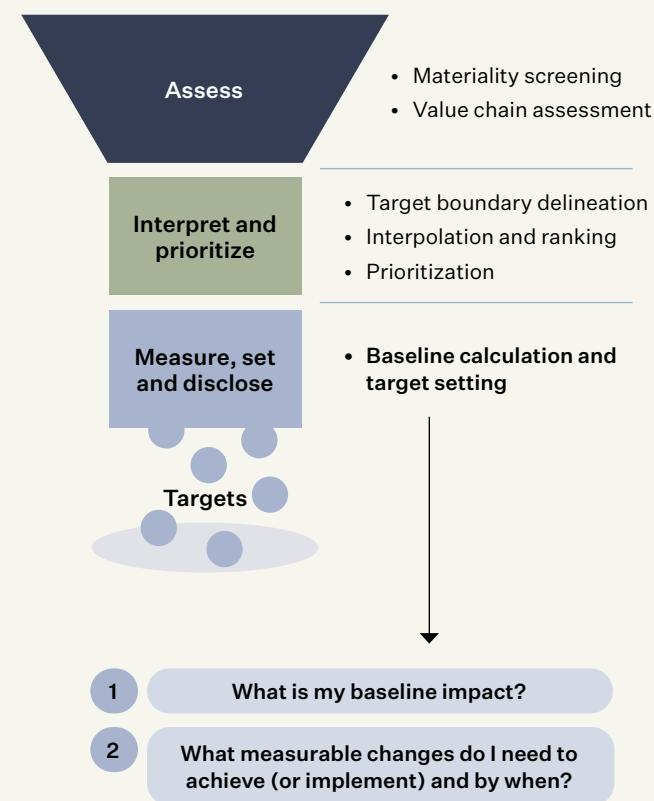 Assess
• Materiality screening
• Value chain assessment
Interpret and
prioritize
• Target boundary delineation
• Interpolation and ranking
• Prioritization
Measure, set
and disclose
• Baseline calculation and
target setting
Targets
1
What is my baseline impact?
2
What measurable changes do I need to
achieve (or implement) and by when?